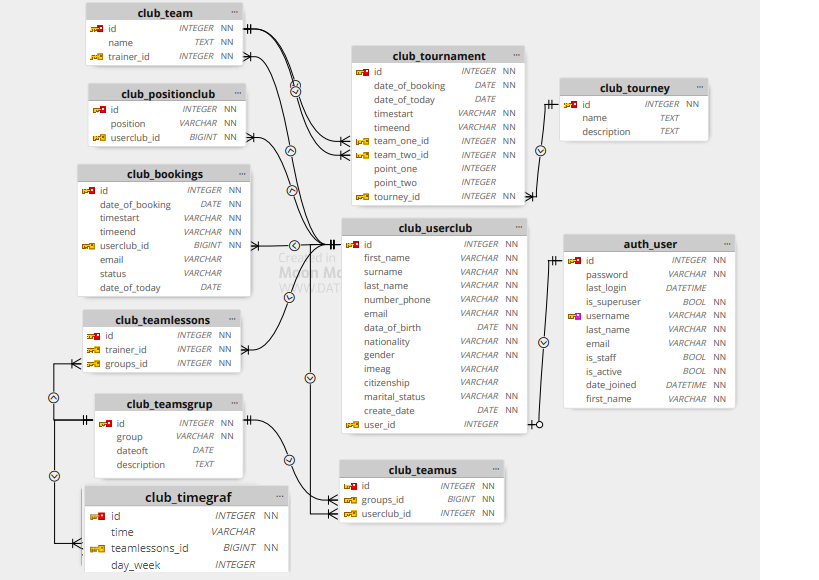 club_team ...
id INTEGER NN
name TEXT NN
trainer_id INTEGER NN
club_positionclub ...
id INTEGER NN
position VARCHAR NN
userclub_id BIGINT NN
club_bookings ...
id INTEGER NN
date_of_booking DATE NN
timestart VARCHAR NN
timeend VARCHAR NN
userclub_id BIGINT NN
email VARCHAR
status VARCHAR
date_of_today DATE
club_teamlessons ...
id INTEGER NN
trainer_id INTEGER NN
groups_id INTEGER NN
club_teamsgrup ...
id INTEGER NN
group VARCHAR NN
dateoft DATE
description TEXT
club_timegraf ...
id INTEGER NN
time VARCHAR
teamlessons_id BIGINT NN
day_week INTEGER
club_tournament ...
id INTEGER NN
date_of_booking DATE NN
date_of_today DATE
timestart VARCHAR NN
timeend VARCHAR NN
team_one_id INTEGER NN
team_two_id INTEGER NN
point_one INTEGER
point_two INTEGER
tourney_id INTEGER NN
club_userclub ...
id INTEGER NN
first_name VARCHAR NN
surname VARCHAR NN
last_name VARCHAR NN
number_phone VARCHAR NN
email VARCHAR NN
data_of_birth DATE NN
nationality VARCHAR NN
gender VARCHAR NN
imeag VARCHAR
citizenship VARCHAR
marital_status VARCHAR NN
create_date DATE NN
user_id INTEGER
club_teamus ...
id INTEGER NN
groups_id BIGINT NN
userclub_id INTEGER NN
club_tourney ...
id INTEGER NN
name TEXT
description TEXT
auth_user ...
id INTEGER NN
password VARCHAR NN
last_login DATETIME
is_superuser BOOL NN
username VARCHAR NN
last_name VARCHAR NN
email VARCHAR NN
is_staff BOOL NN
is_active BOOL NN
date_joined DATETIME NN
first_name VARCHAR NN
Created in
Moon Mo
WWW.DAT